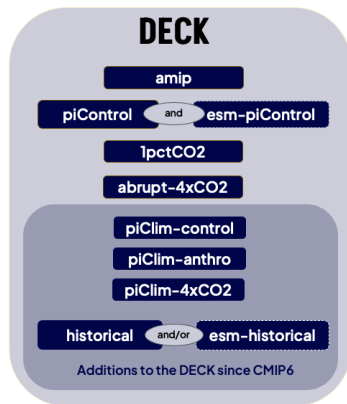 DECK
amip
piControl and esm-piControl
1pctCO2
abrupt-4xCO2
piClim-control
piClim-anthro
piClim-4xCO2
historical and/or esm-historical
Additions to the DECK since CMIP6